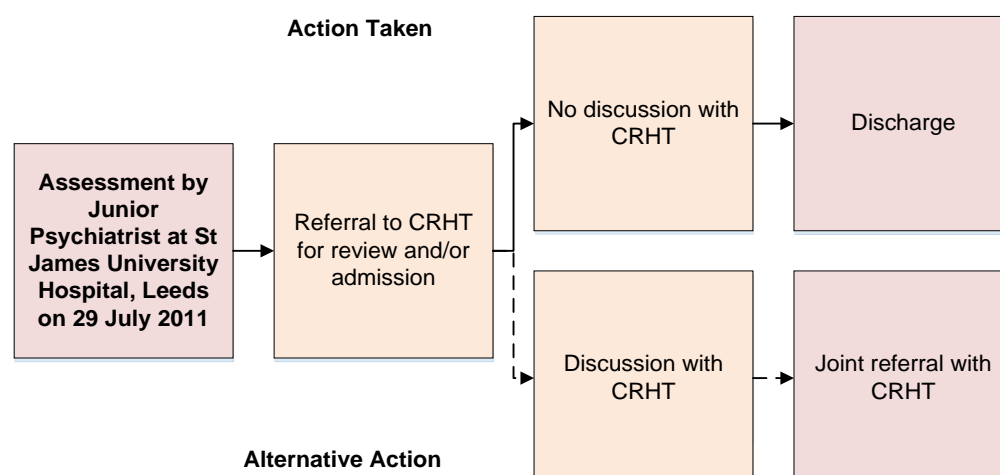 Action Taken
Assessment by
Junior
Psychiatrist at St
James University
Hospital, Leeds
on 29 July 2011
Referral to CRHT
for review and/or
admission
No discussion with
CRHT
Discharge
Discussion with
CRHT
Joint referral with
CRHT
Alternative Action